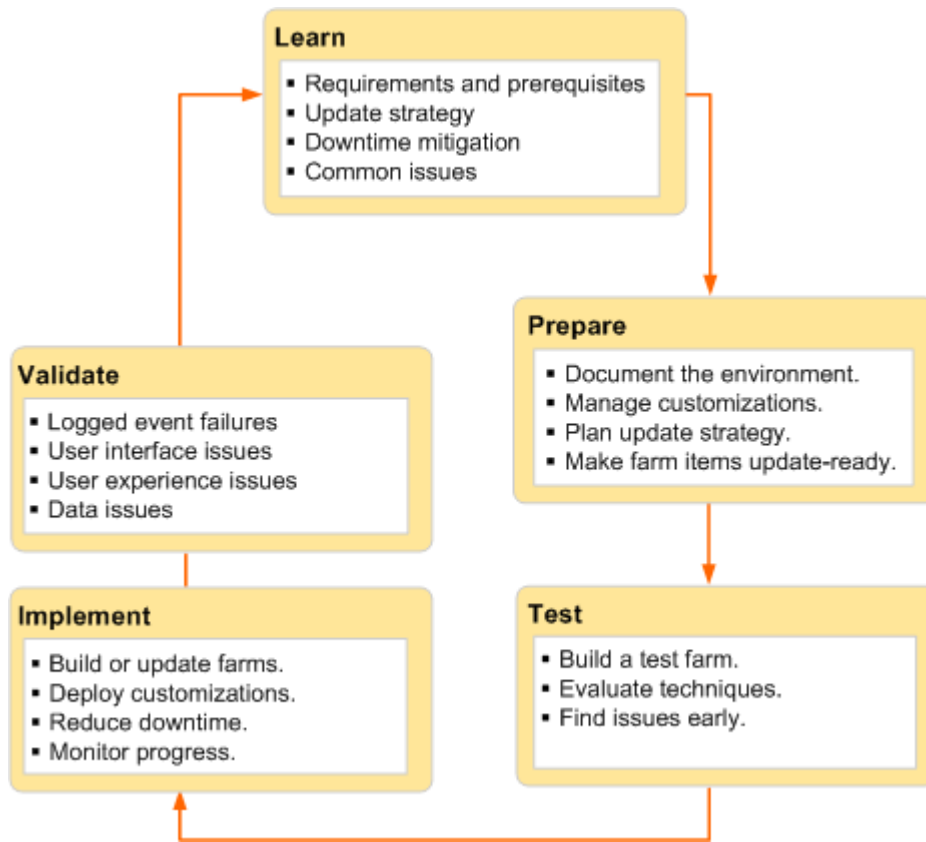 Learn
▪ Requirements and prerequisites
▪ Update strategy
▪ Downtime mitigation
▪ Common issues
Prepare
▪ Document the environment.
▪ Manage customizations.
▪ Plan update strategy.
▪ Make farm items update-ready.
Test
▪ Build a test farm.
▪ Evaluate techniques.
▪ Find issues early.
Implement
▪ Build or update farms.
▪ Deploy customizations.
▪ Reduce downtime.
▪ Monitor progress.
Validate
▪ Logged event failures
▪ User interface issues
▪ User experience issues
▪ Data issues